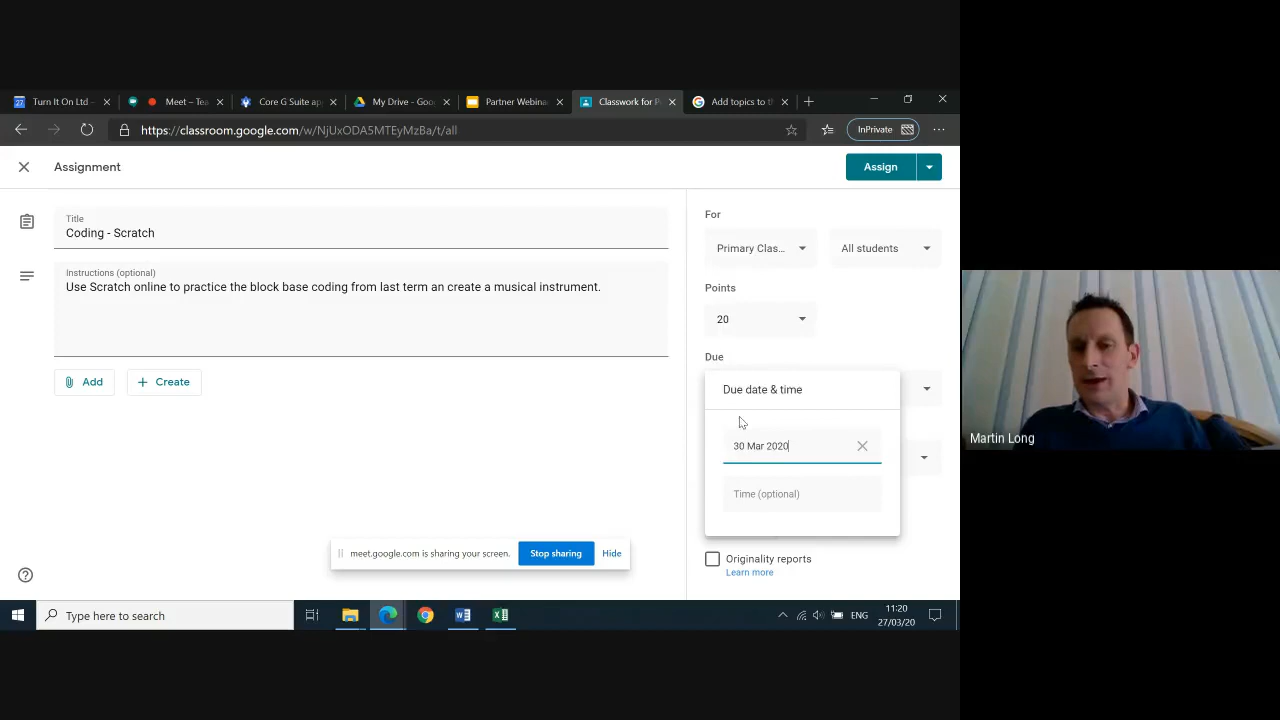 Turn It On Ltd –
Meet – Tea
Core G Suite ap
My Drive - Goo
Partner Webina
Classwork for P
Add topics to th
https://classroom.google.com/w/NjUxODA5MTEyMzBa/t/all
InPrivate
Assignment
Assign
Title
Coding - Scratch
Instructions (optional)
Use Scratch online to practice the block base coding from last term an create a musical instrument.
Add
Create
For
Primary Clas...
All students
Points
20
Due
Due date & time
30 Mar 2020
Time (optional)
Originality reports
Learn more
meet.google.com is sharing your screen.
Stop sharing
Hide
Type here to search
ENG
11:20
27/03/20
Martin Long